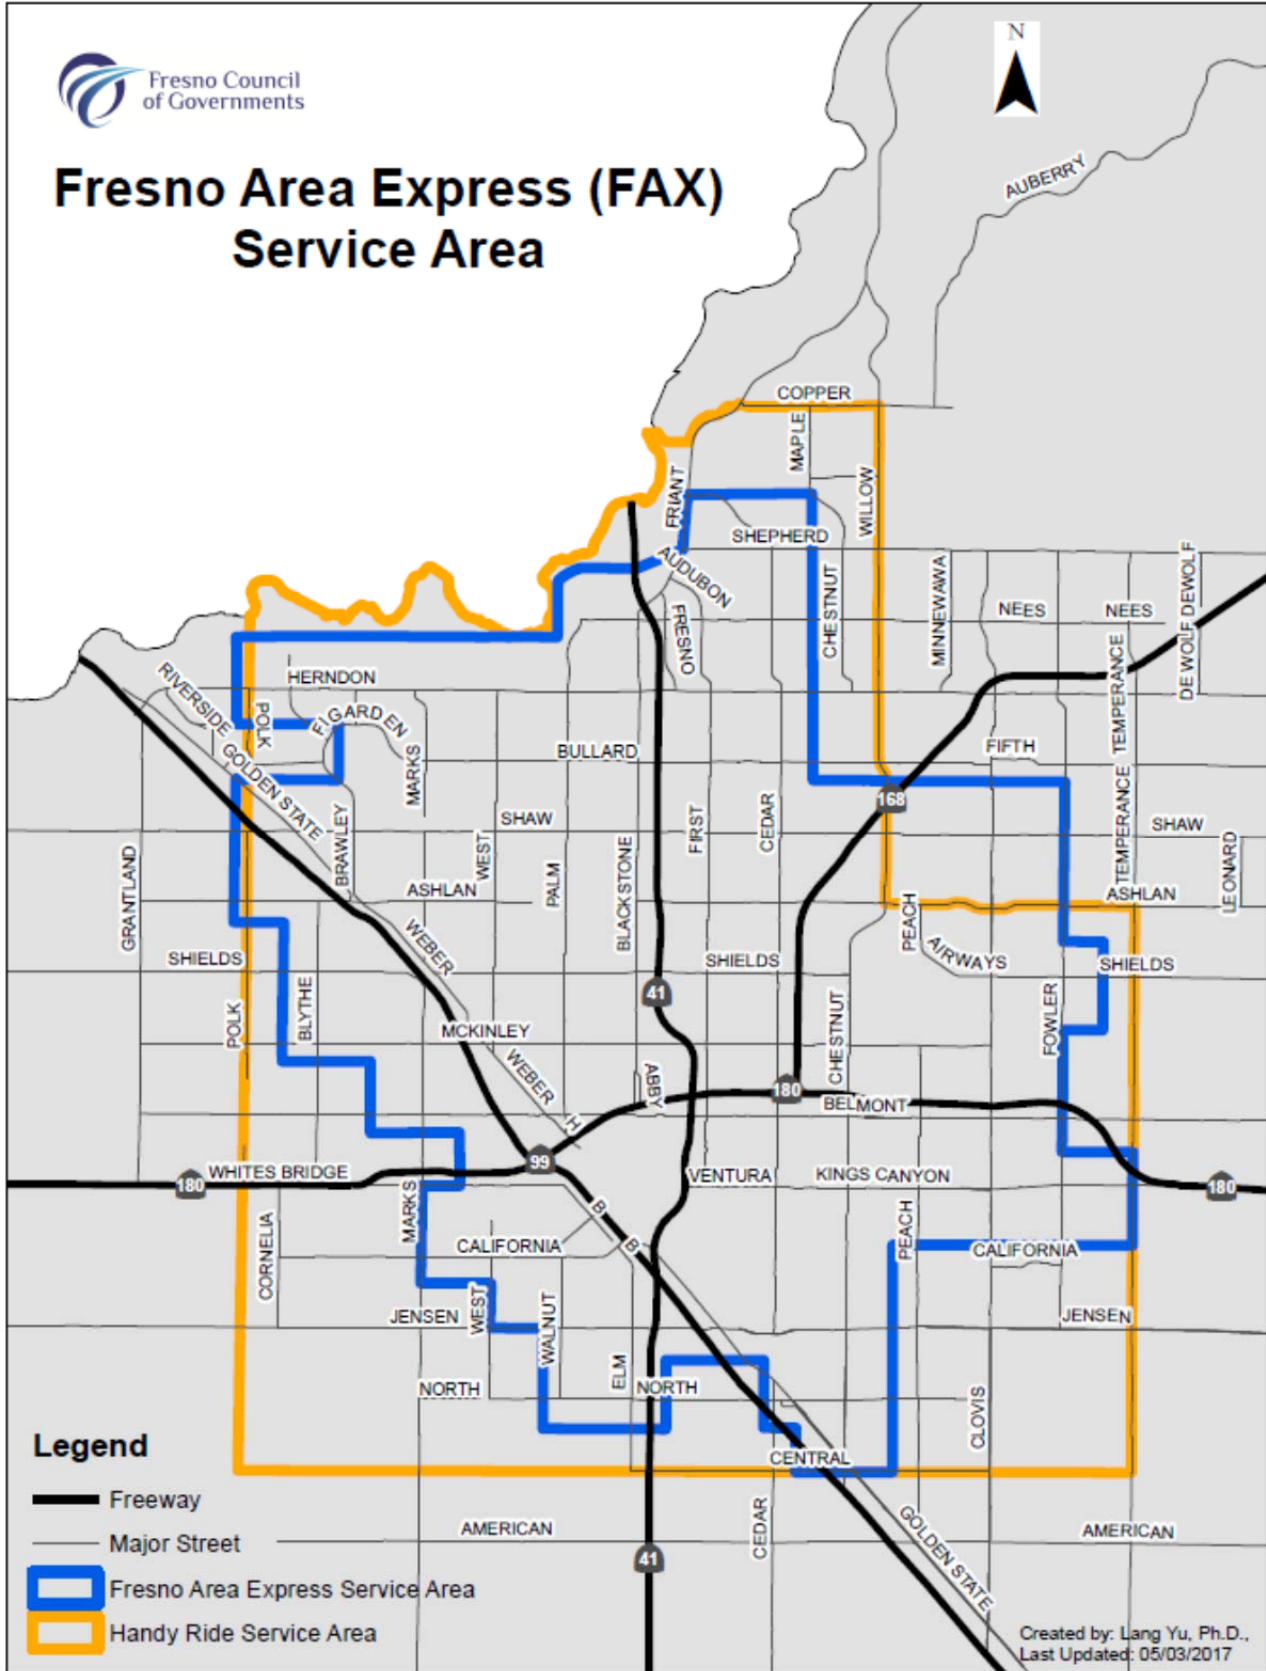 Fresno Council
of Governments
N
Fresno Area Express (FAX)
Service Area
AUBERRY
COPPER
MAPLE
WILLOW
FRIANT
SHEPHERD
AUDUBON
CHESTNUT
MINNEWAWA
DEWOLF
DE WOLF
FRESNO
NEES
NEES
HERNDON
RIVERSIDE
POLK
FIGARDEN
GOLDEN STATE
MARKS
BULLARD
FIFTH
TEMPERANCE
TEMPERANCE
168
BRAWLEY
SHAW
WEST
FIRST
CEDAR
SHAW
GRANTLAND
ASHLAN
PALM
BLACKSTONE
PEACH
ASHLAN
LEONARD
WEBER
SHIELDS
SHIELDS
AIRWAYS
SHIELDS
41
POLK
BLYTHE
MCKINLEY
CHESTNUT
FOWLER
WEBER
ABBY
180
BELMONT
H
99
180
WHITES BRIDGE
VENTURA
KINGS CANYON
180
MARKS
B
B
PEACH
CORNELIA
CALIFORNIA
CALIFORNIA
JENSEN
WEST
WALNUT
JENSEN
ELM
NORTH
NORTH
CLOVIS
CENTRAL
Legend
Freeway
Major Street
Fresno Area Express Service Area
Handy Ride Service Area
AMERICAN
41
CEDAR
GOLDEN STATE
AMERICAN
Created by: Lang Yu, Ph.D.,
Last Updated: 05/03/2017